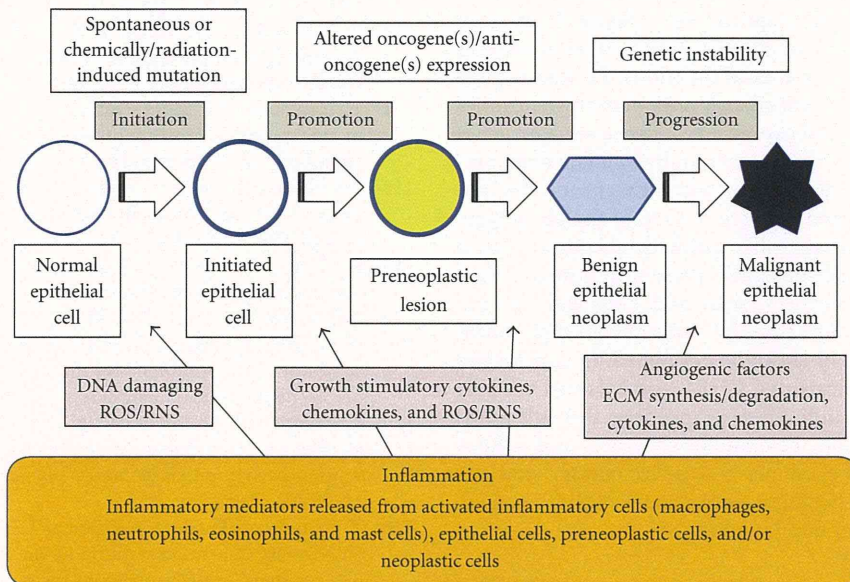 Spontaneous or
chemically/radiation-
induced mutation
Altered oncogene(s)/anti-
oncogene(s) expression
Genetic instability
Initiation
Promotion
Promotion
Progression
Normal
epithelial
cell
Initiated
epithelial
cell
Preneoplastic
lesion
Benign
epithelial
neoplasm
Malignant
epithelial
neoplasm
DNA damaging
ROS/RNS
Growth stimulatory cytokines,
chemokines, and ROS/RNS
Angiogenic factors
ECM synthesis/degradation,
cytokines, and chemokines
Inflammation
Inflammatory mediators released from activated inflammatory cells (macrophages,
neutrophils, eosinophils, and mast cells), epithelial cells, preneoplastic cells, and/or
neoplastic cells